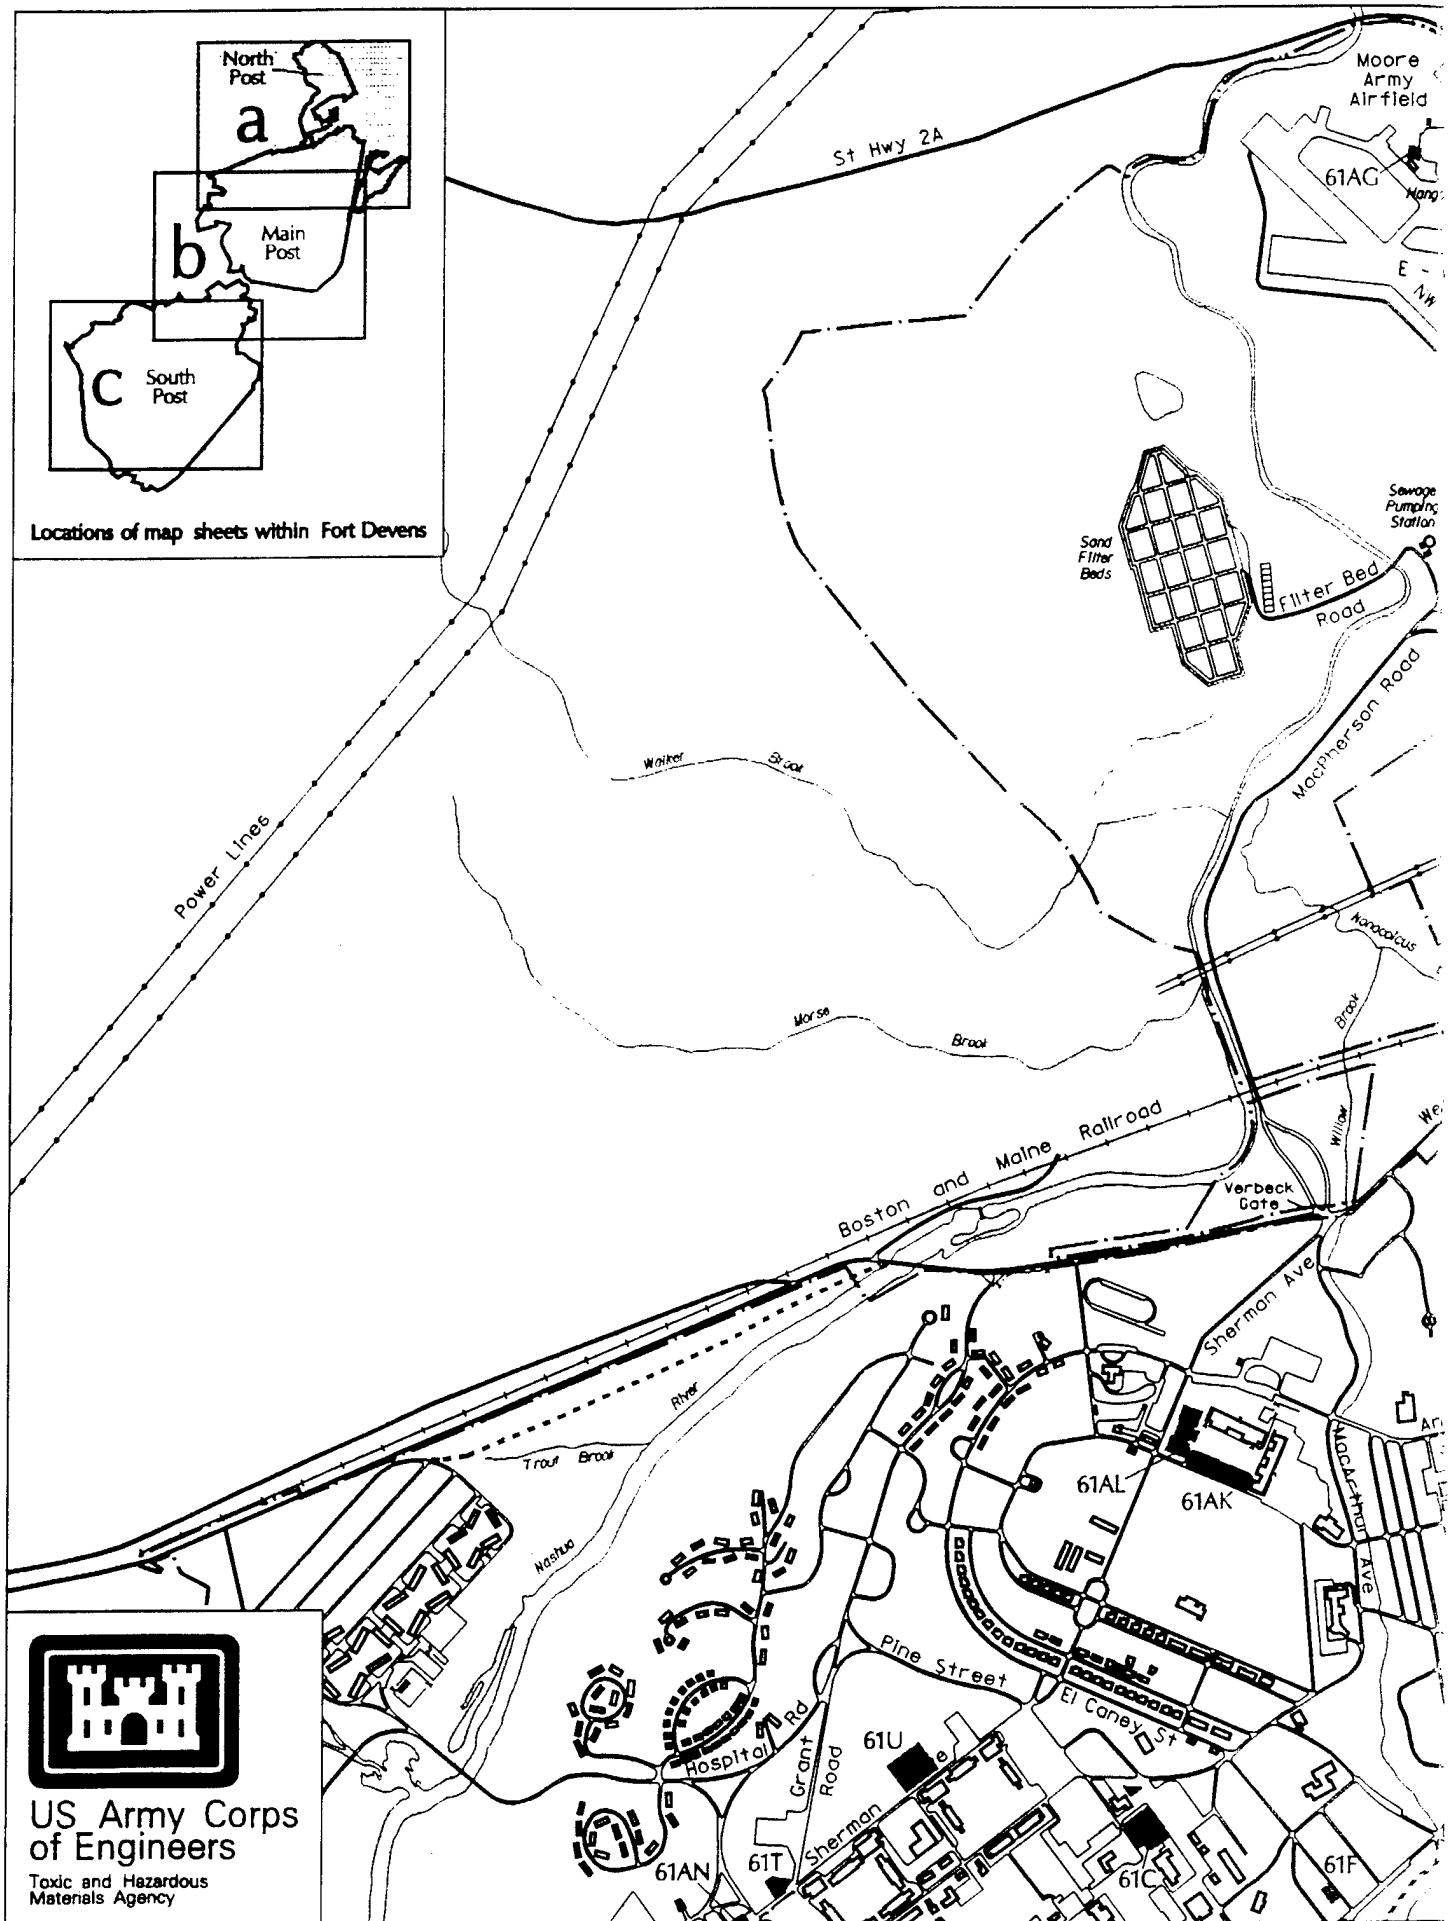 North
Post
a
b
Main
Post
C
South
Post
Locations of map sheets within Fort Devens
St Hwy 2A
Moore
Army
Airfield
61AG
E -
NW
Sewage
Pumping
Station
Sand
Filter
Beds
Filter Bed
Road
MacPherson Road
Walker Brook
Power Lines
Nonacoicus
Brook
Morse Brook
Willow
Boston and Maine Railroad
Verbeck
Gate
Sherman Ave
River
Trout Brook
Nashua
MacArthur Ave
61AL
61AK
Pine Street
El Caney St
Hospital Rd
Grant
Road
61U
Sherman
61AN
61T
61C
61F
US Army Corps
of Engineers
Toxic and Hazardous
Materials Agency